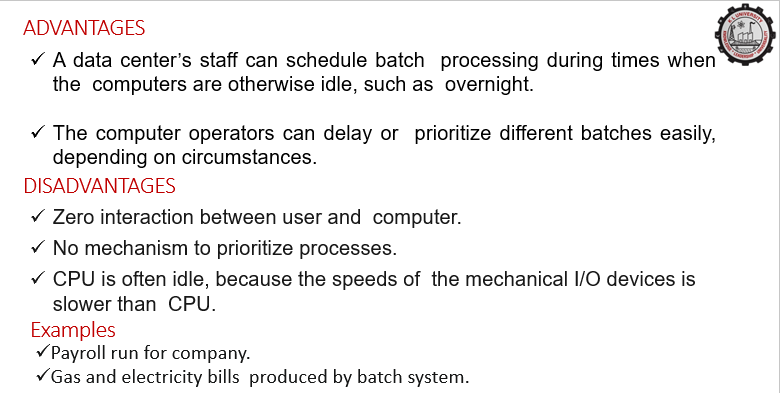 ADVANTAGES
✓ A data center's staff can schedule batch processing during times when
the computers are otherwise idle, such as overnight.
✓ The computer operators can delay or prioritize different batches easily,
depending on circumstances.
DISADVANTAGES
✓ Zero interaction between user and computer.
✓ No mechanism to prioritize processes.
✓ CPU is often idle, because the speeds of the mechanical I/O devices is
slower than CPU.
Examples
✓Payroll run for company.
✓Gas and electricity bills produced by batch system.